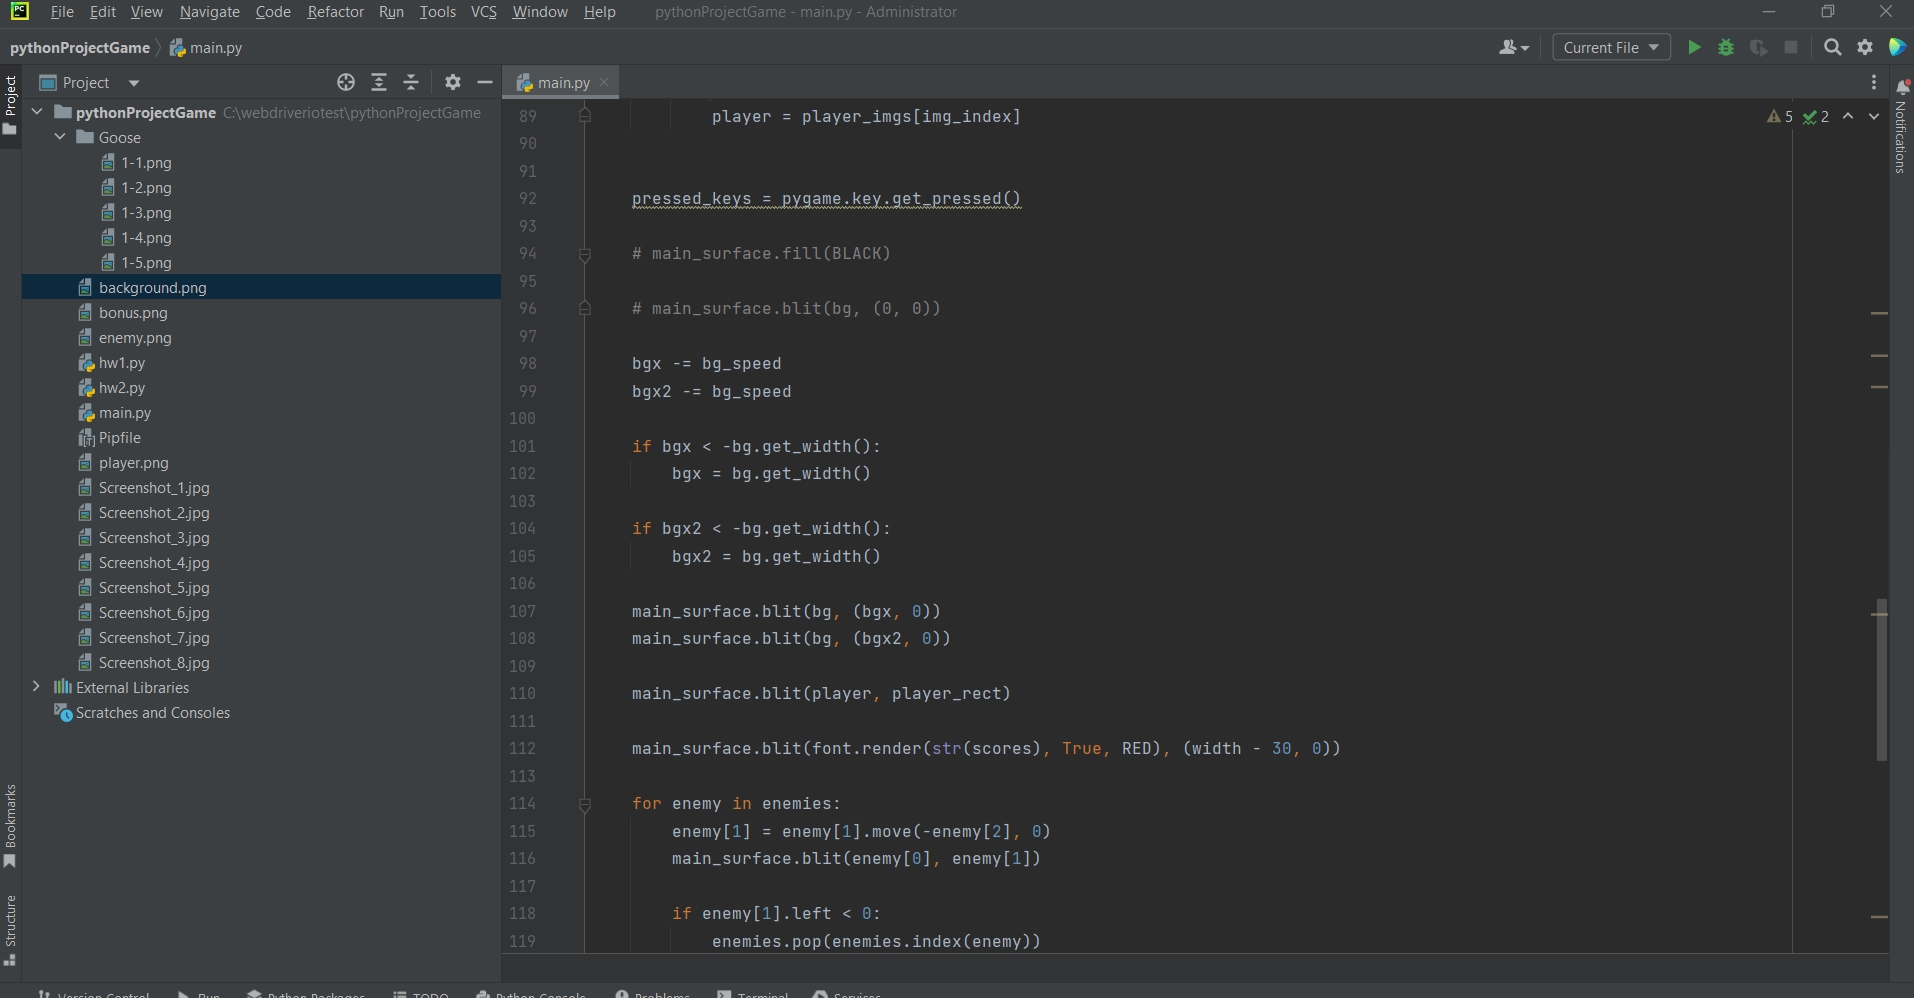 PC File Edit View Navigate Code Refactor Run Tools VCS Window Help pythonProjectGame - main.py - Administrator
pythonProjectGame main.py Current File
Project
Project
main.py
pythonProjectGame C:\webdriveriotest\pythonProjectGame
Goose
1-1.png
1-2.png
1-3.png
1-4.png
1-5.png
background.png
bonus.png
enemy.png
hw1.py
hw2.py
main.py
Pipfile
player.png
Screenshot_1.jpg
Screenshot_2.jpg
Screenshot_3.jpg
Screenshot_4.jpg
Screenshot_5.jpg
Screenshot_6.jpg
Screenshot_7.jpg
Screenshot_8.jpg
External Libraries
Scratches and Consoles
Bookmarks
Structure
89 player = player_imgs[img_index]
90
91
92 pressed_keys = pygame.key.get_pressed()
93
94 # main_surface.fill(BLACK)
95
96 # main_surface.blit(bg, (0, 0))
97
98 bgx -= bg_speed
99 bgx2 -= bg_speed
100
101 if bgx < -bg.get_width():
102 bgx = bg.get_width()
103
104 if bgx2 < -bg.get_width():
105 bgx2 = bg.get_width()
106
107 main_surface.blit(bg, (bgx, 0))
108 main_surface.blit(bg, (bgx2, 0))
109
110 main_surface.blit(player, player_rect)
111
112 main_surface.blit(font.render(str(scores), True, RED), (width - 30, 0))
113
114 for enemy in enemies:
115 enemy[1] = enemy[1].move(-enemy[2], 0)
116 main_surface.blit(enemy[0], enemy[1])
117
118 if enemy[1].left < 0:
119 enemies.pop(enemies.index(enemy))
5 2
Notifications
Version Control Run Python Packages TODO Python Console Problems Terminal Services